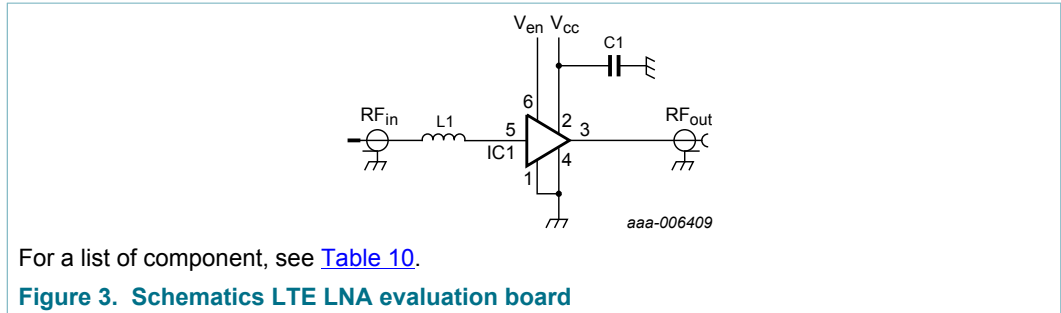 Ven Vcc
C1
6
RFin
L1
5
2
3
RFout
IC1
4
1
aaa-006409
For a list of component, see Table 10.
Figure 3. Schematics LTE LNA evaluation board